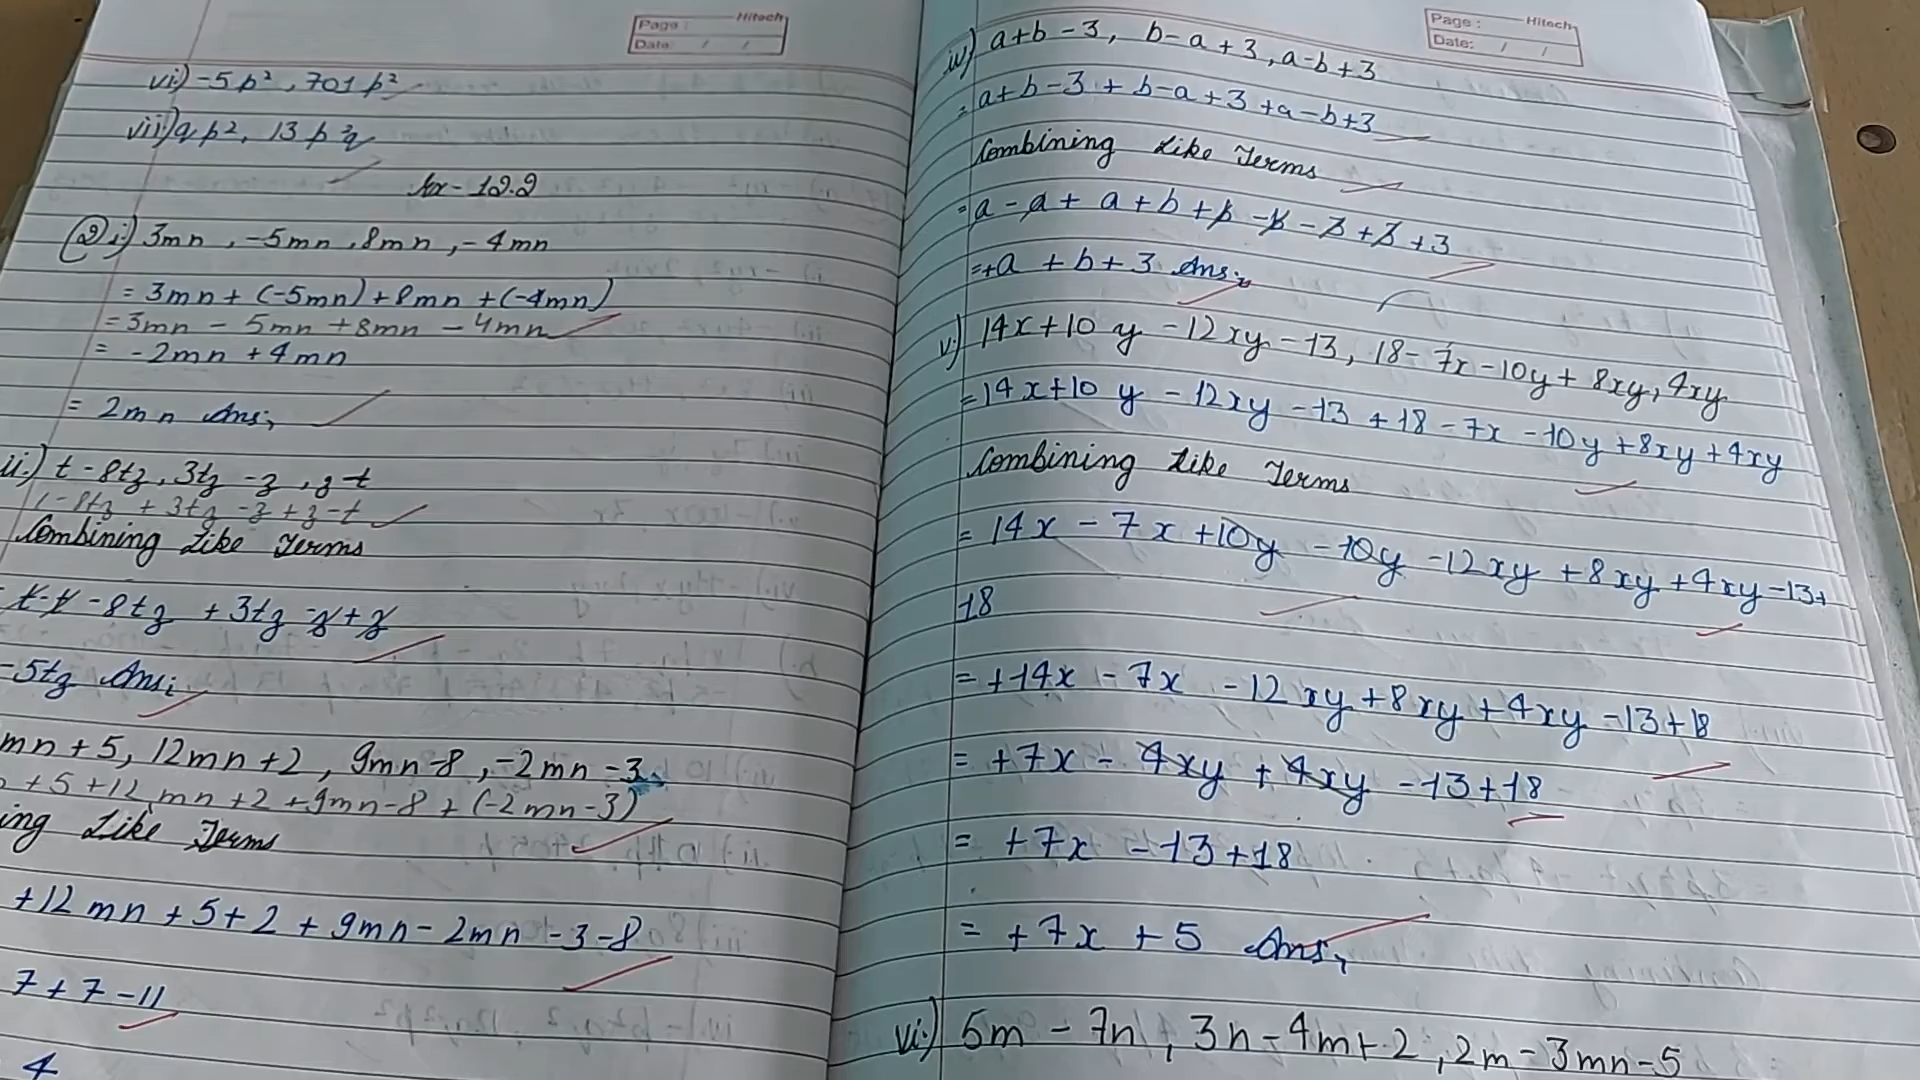 Page : Hitech
Date: / /
vi) -5p², 701p²
vii) qp², 13p²q
Ex- 12.2
2 i) 3mn, -5mn, 8mn, -4mn
= 3mn + (-5mn) + 8mn + (-4mn)
= 3mn - 5mn + 8mn - 4mn
= -2mn + 4mn
= 2mn Ans;
ii.) t - 8tz, 3tz - z, z-t
t - 8tz + 3tz - z + z - t
Combining Like Terms
t-t -8tz + 3tz -z+z
-5tz Ans;
mn+5, 12mn+2, 9mn-8, -2mn-3
+5+12mn+2+9mn-8+(-2mn-3)
ing Like Terms
+12mn+5+2+9mn-2mn-3-8
7+7-11
4
Page : Hitech
Date: / /
iv) a+b-3, b-a+3, a-b+3
= a+b-3 + b-a+3 +a-b+3
Combining Like Terms
= a-a+ a+b+b-b-3+3+3
=+a +b+3 Ans;
v.) 14x+10y -12xy-13, 18-7x-10y+8xy, 4xy
=14x+10y -12xy-13+18-7x-10y+8xy+4xy
Combining Like Terms
= 14x - 7x +10y -10y -12xy +8xy+4xy-13+
18
= +14x - 7x -12xy+8xy+4xy-13+18
= +7x - 4xy + 4xy -13+18
= +7x -13+18
= +7x +5 Ans;
vi.) 5m - 7n, 3n-4m+2, 2m-3mn-5